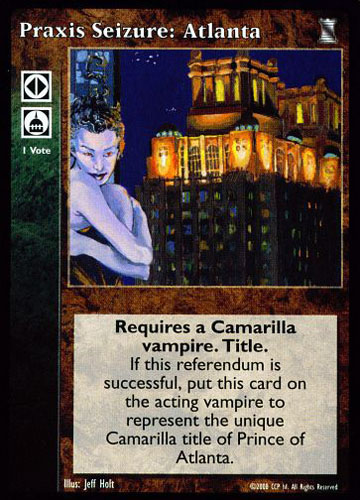 Praxis Seizure: Atlanta
1 Vote
Requires a Camarilla
vampire. Title.
If this referendum is
successful, put this card on
the acting vampire to
represent the unique
Camarilla title of Prince of
Atlanta.
Illus: Jeff Holt
©2008 CCP hf. All Rights Reserved